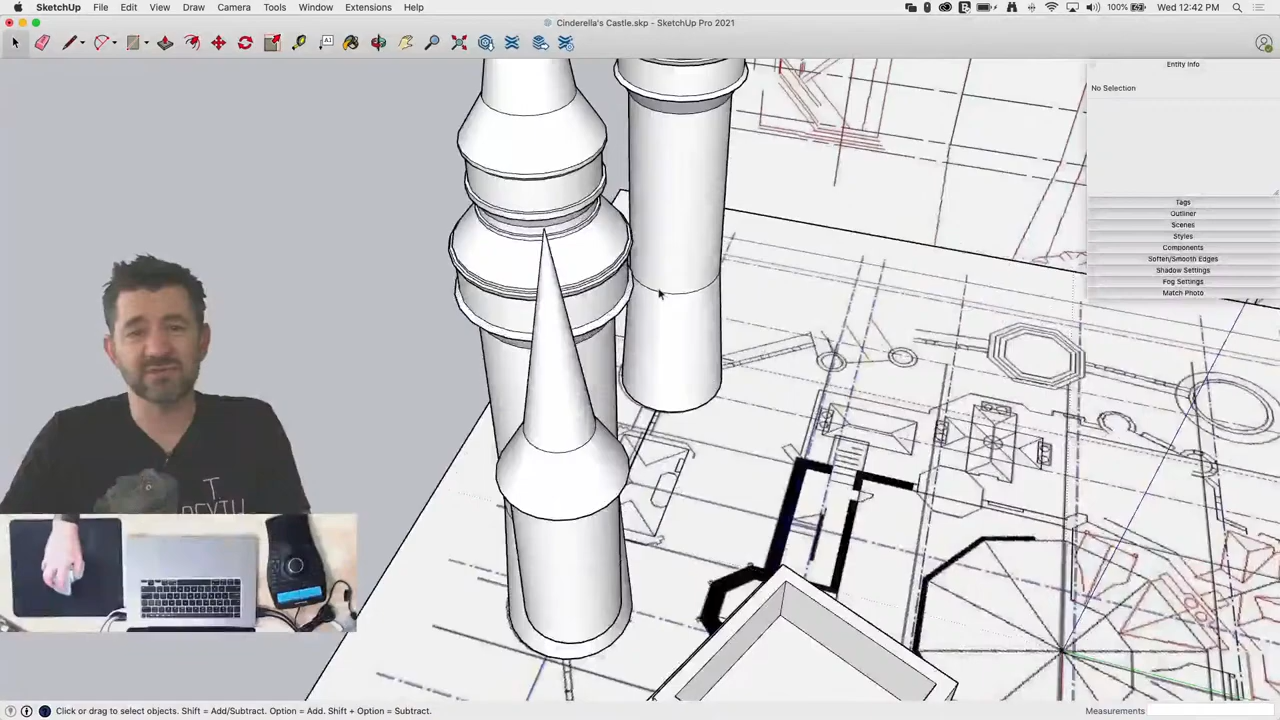 SketchUp File Edit View Draw Camera Tools Window Extensions Help
100% Wed 12:42 PM
Cinderella's Castle.skp - SketchUp Pro 2021
Entity Info
No Selection
Tags
Outliner
Scenes
Styles
Components
Soften/Smooth Edges
Shadow Settings
Fog Settings
Match Photo
Click or drag to select objects. Shift = Add/Subtract. Option = Add. Shift + Option = Subtract.
Measurements